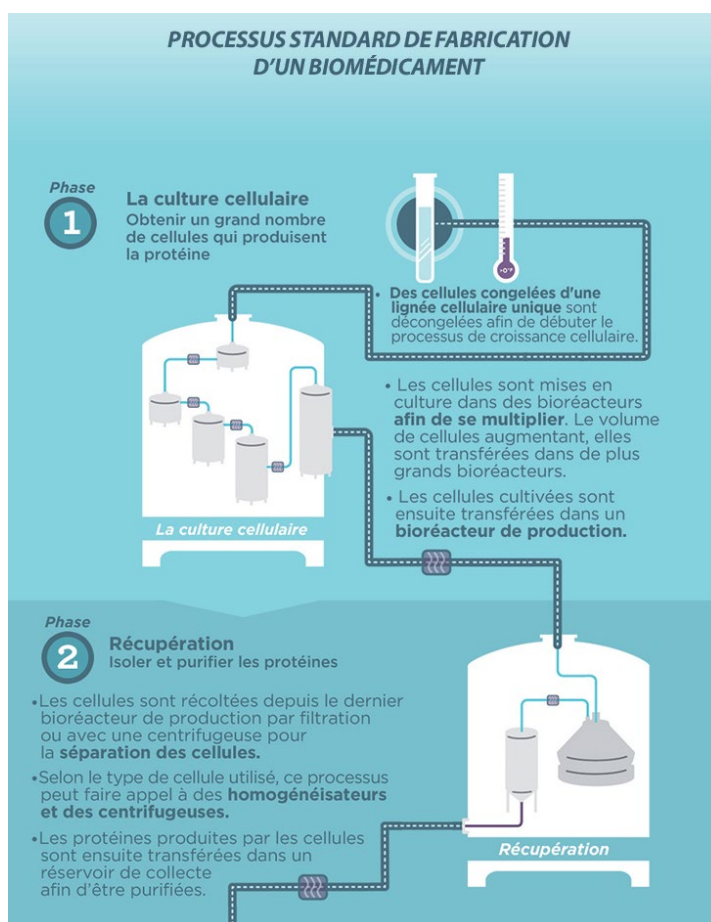 PROCESSUS STANDARD DE FABRICATION
D'UN BIOMÉDICAMENT
Phase
1
La culture cellulaire
Obtenir un grand nombre
de cellules qui produisent
la protéine
• Des cellules congelées d'une
lignée cellulaire unique sont
décongelées afin de débuter le
processus de croissance cellulaire.
• Les cellules sont mises en
culture dans des bioréacteurs
afin de se multiplier. Le volume
de cellules augmentant, elles
sont transférées dans de plus
grands bioréacteurs.
• Les cellules cultivées sont
ensuite transférées dans un
bioréacteur de production.
La culture cellulaire
Phase
2
Récupération
Isoler et purifier les protéines
•Les cellules sont récoltées depuis le dernier
bioréacteur de production par filtration
ou avec une centrifugeuse pour
la séparation des cellules.
•Selon le type de cellule utilisé, ce processus
peut faire appel à des homogénéisateurs
et des centrifugeuses.
•Les protéines produites par les cellules
sont ensuite transférées dans un
réservoir de collecte
afin d'être purifiées.
Récupération